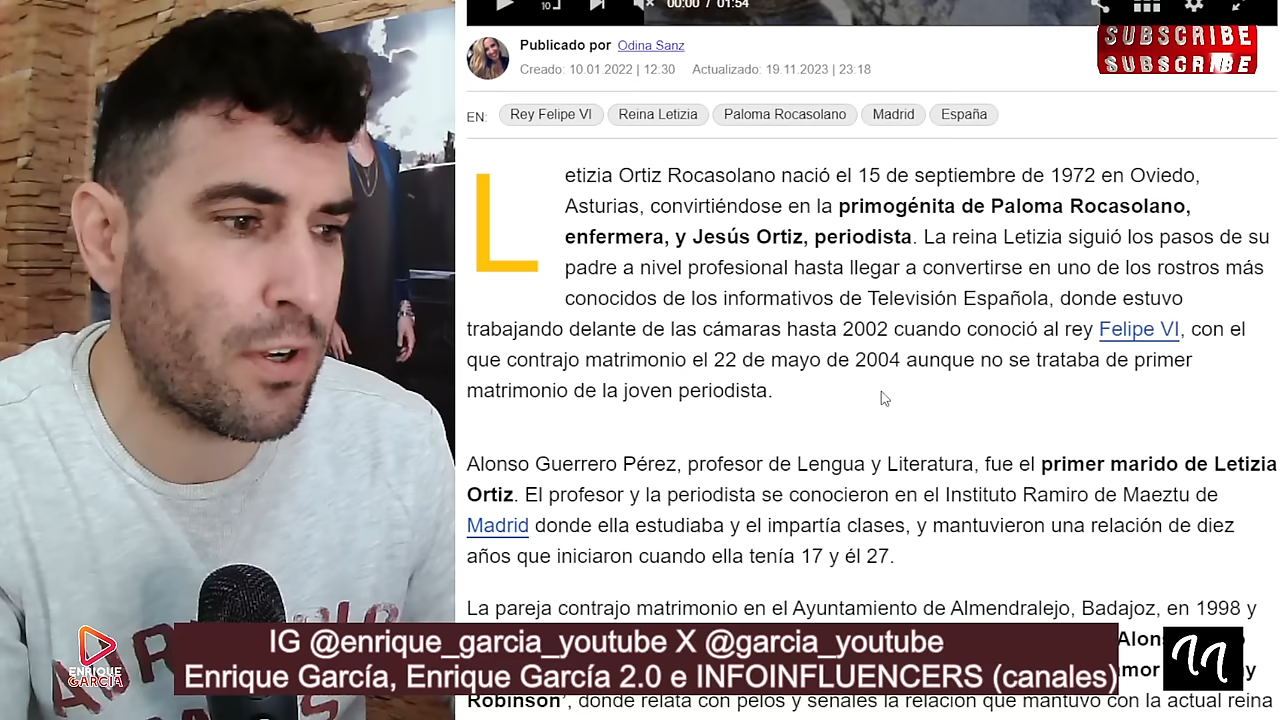 00:00 / 01:54
10
SUBSCRIBE
SUBSCRIBE
Publicado por Odina Sanz
Creado: 10.01.2022 | 12:30 Actualizado: 19.11.2023 | 23:18
EN: Rey Felipe VI Reina Letizia Paloma Rocasolano Madrid España
Letizia Ortiz Rocasolano nació el 15 de septiembre de 1972 en Oviedo,
Asturias, convirtiéndose en la primogénita de Paloma Rocasolano,
enfermera, y Jesús Ortiz, periodista. La reina Letizia siguió los pasos de su
padre a nivel profesional hasta llegar a convertirse en uno de los rostros más
conocidos de los informativos de Televisión Española, donde estuvo
trabajando delante de las cámaras hasta 2002 cuando conoció al rey Felipe VI, con el
que contrajo matrimonio el 22 de mayo de 2004 aunque no se trataba de primer
matrimonio de la joven periodista.
Alonso Guerrero Pérez, profesor de Lengua y Literatura, fue el primer marido de Letizia
Ortiz. El profesor y la periodista se conocieron en el Instituto Ramiro de Maeztu de
Madrid donde ella estudiaba y el impartía clases, y mantuvieron una relación de diez
años que iniciaron cuando ella tenía 17 y él 27.
La pareja contrajo matrimonio en el Ayuntamiento de Almendralejo, Badajoz, en 1998 y
Robinson', donde relata con pelos y señales la relación que mantuvo con la actual reina
IG @enrique_garcia_youtube X @garcia_youtube
Enrique García, Enrique García 2.0 e INFOINFLUENCERS (canales)
ENRIQUE
GARCÍA